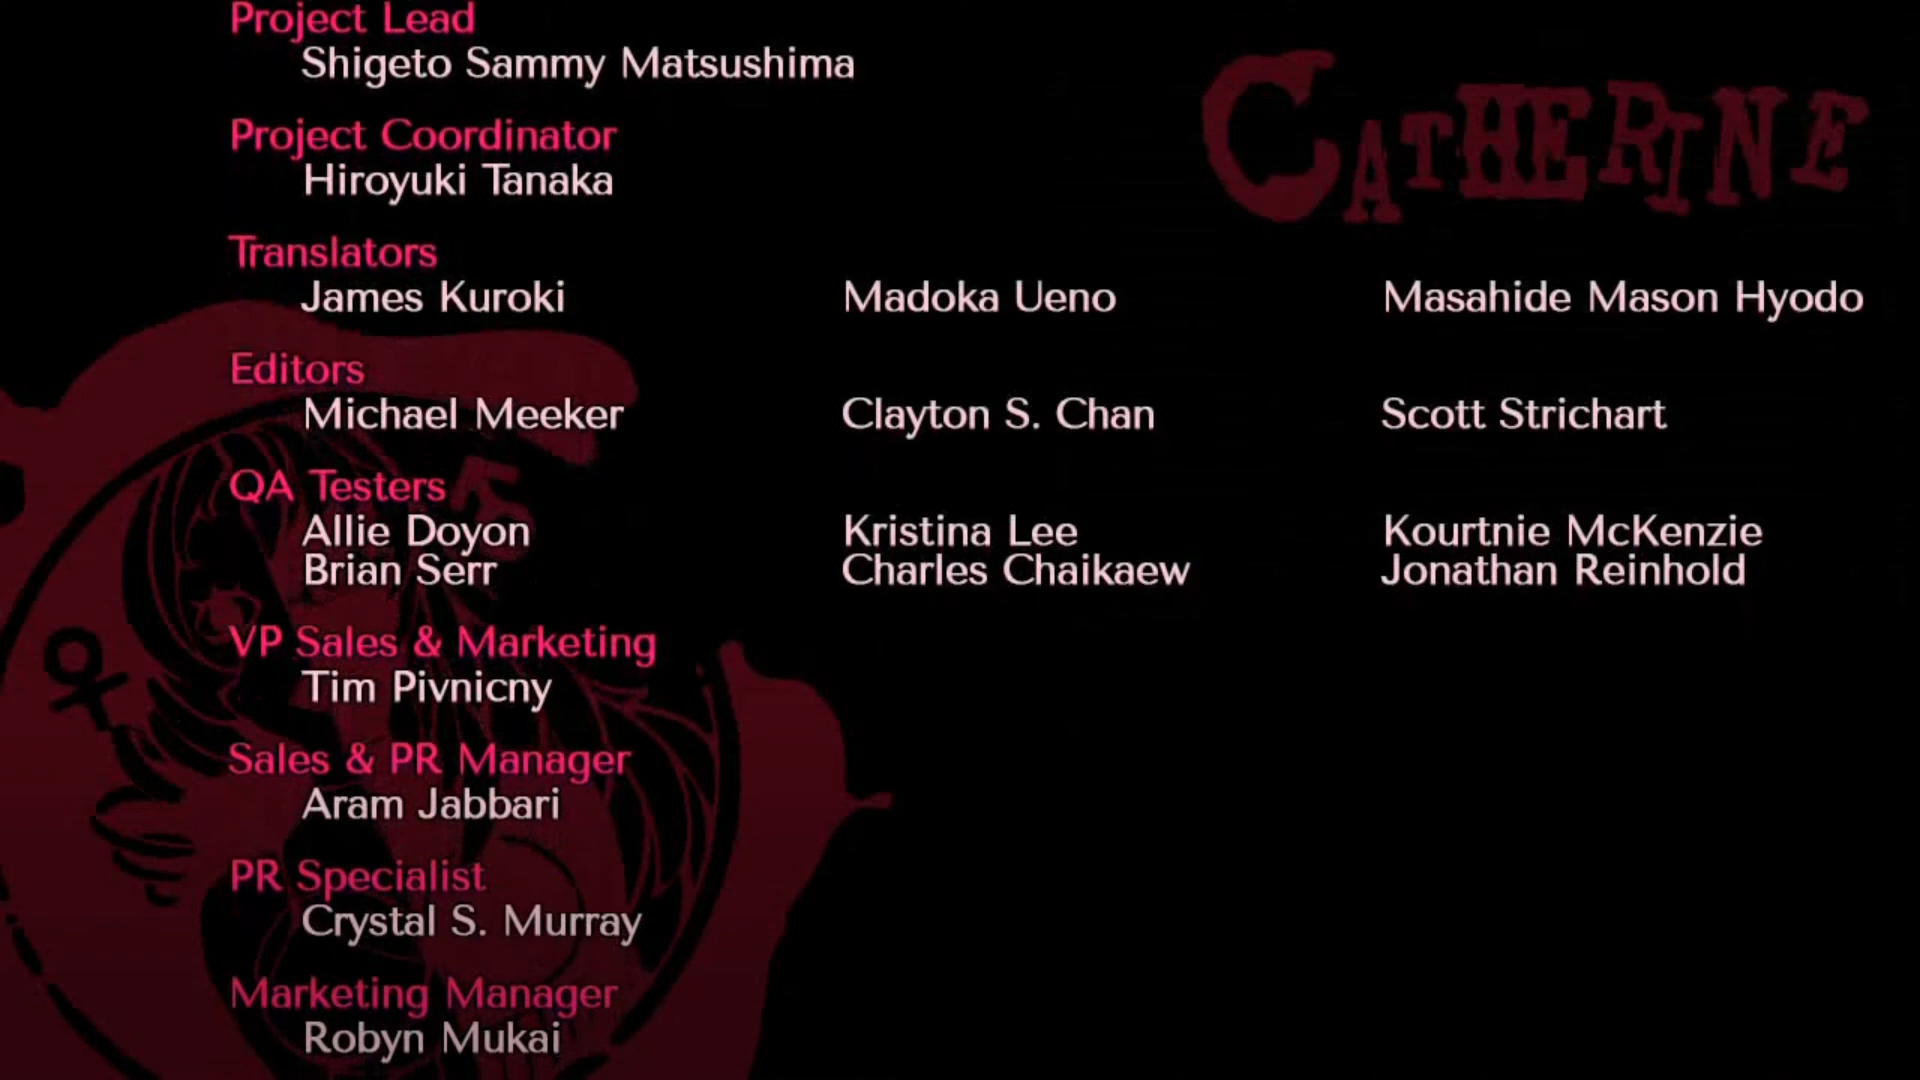 Project Lead
Shigeto Sammy Matsushima
CATHERINE
Project Coordinator
Hiroyuki Tanaka
Translators
James Kuroki Madoka Ueno Masahide Mason Hyodo
Editors
Michael Meeker Clayton S. Chan Scott Strichart
QA Testers
Allie Doyon Kristina Lee Kourtnie McKenzie
Brian Serr Charles Chaikaew Jonathan Reinhold
VP Sales & Marketing
Tim Pivnicny
Sales & PR Manager
Aram Jabbari
PR Specialist
Crystal S. Murray
Marketing Manager
Robyn Mukai